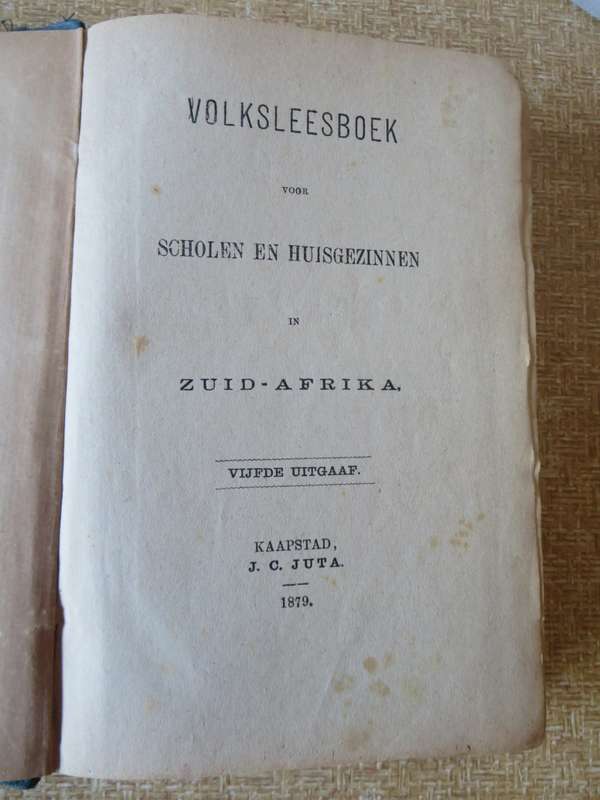 VOLKSLEESBOEK
VOOR
SCHOLEN EN HUISGEZINNEN
IN
ZUID-AFRIKA,
VIJFDE UITGAAF.
KAAPSTAD,
J. C. JUTA.
1879.